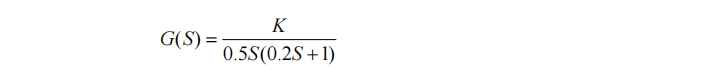 G(S) = K / 0.5S(0.2S + 1)